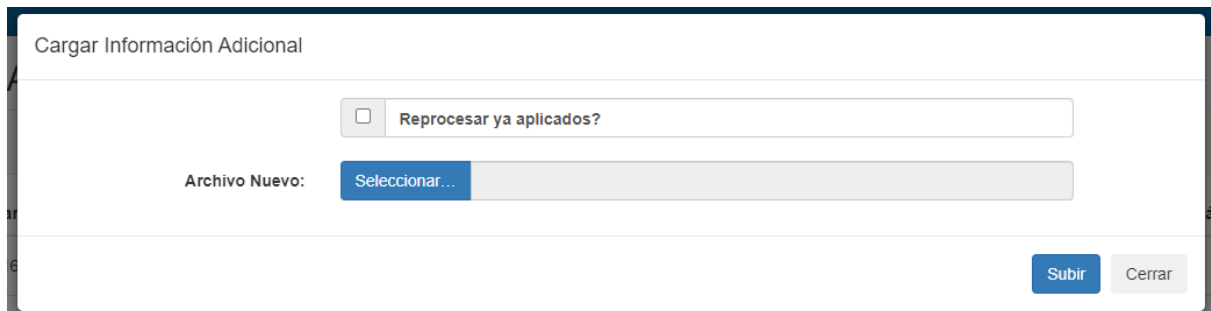 Cargar Información Adicional
Reprocesar ya aplicados?
Archivo Nuevo: Seleccionar...
Subir Cerrar